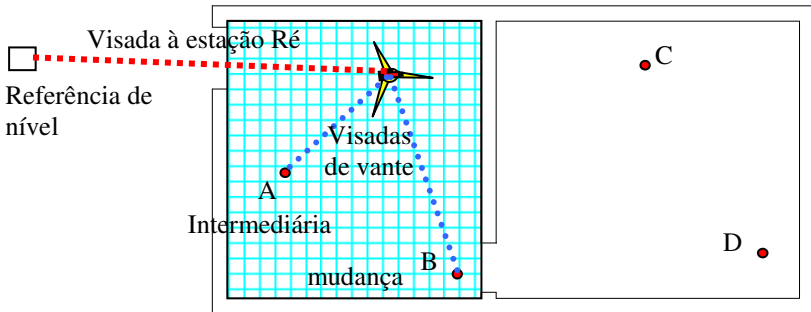 Visada à estação Ré
Referência de
nível
Visadas
de vante
A
Intermediária
B
mudança
C
D